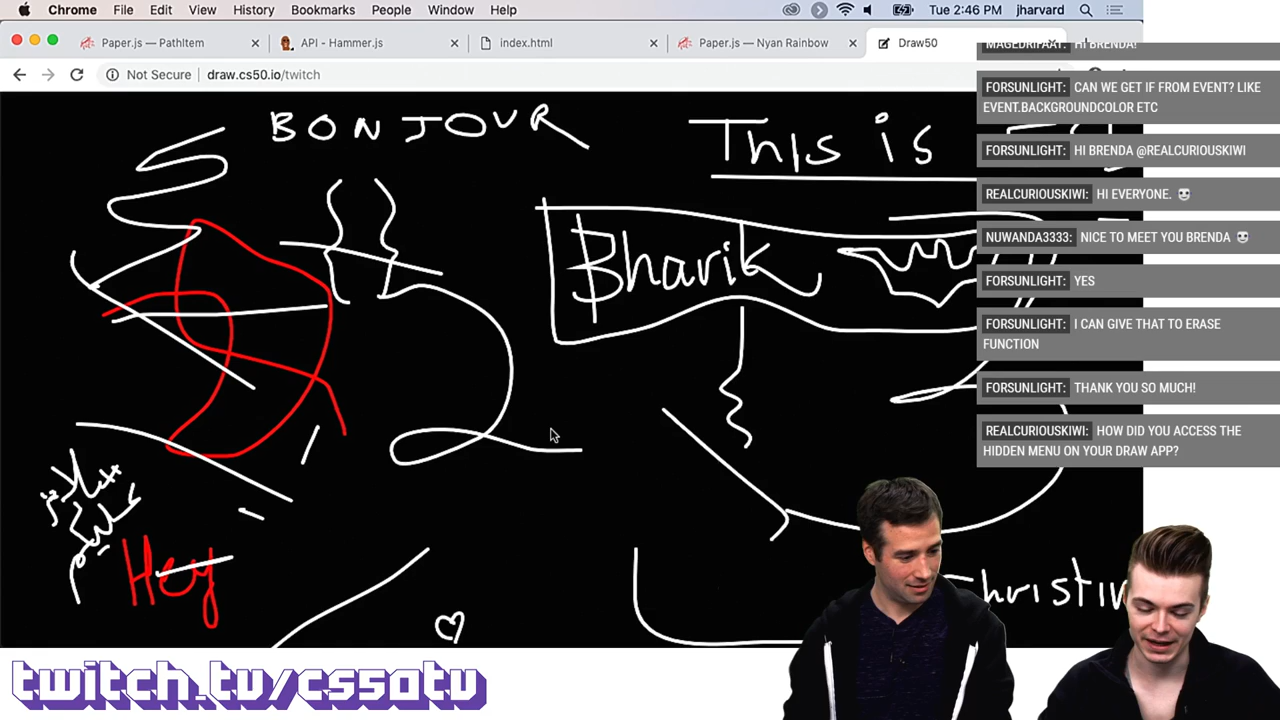 Chrome File Edit View History Bookmarks People Window Help Tue 2:46 PM jharvard
Paper.js — PathItem
API - Hammer.js
index.html
Paper.js — Nyan Rainbow
Draw50
Not Secure draw.cs50.io/twitch
MAGEDRIFAAT: HI BRENDA!
FORSUNLIGHT: CAN WE GET IF FROM EVENT? LIKE
EVENT.BACKGROUNDCOLOR ETC
FORSUNLIGHT: HI BRENDA @REALCURIOUSKIWI
REALCURIOUSKIWI: HI EVERYONE.
NUWANDA3333: NICE TO MEET YOU BRENDA
FORSUNLIGHT: YES
FORSUNLIGHT: I CAN GIVE THAT TO ERASE
FUNCTION
FORSUNLIGHT: THANK YOU SO MUCH!
REALCURIOUSKIWI: HOW DID YOU ACCESS THE
HIDDEN MENU ON YOUR DRAW APP?
BONJOUR
This is
Bharik
Hey
twitch.tv/cs50tv